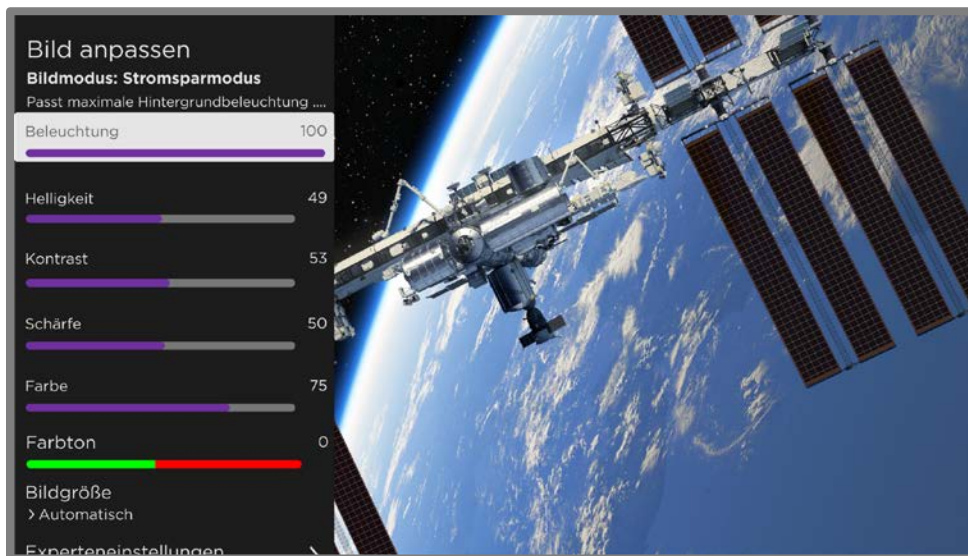 Bild anpassen
Bildmodus: Stromsparmodus
Passt maximale Hintergrundbeleuchtung ....
Beleuchtung 100
Helligkeit 49
Kontrast 53
Schärfe 50
Farbe 75
Farbton 0
Bildgröße
> Automatisch
Experteneinstellungen